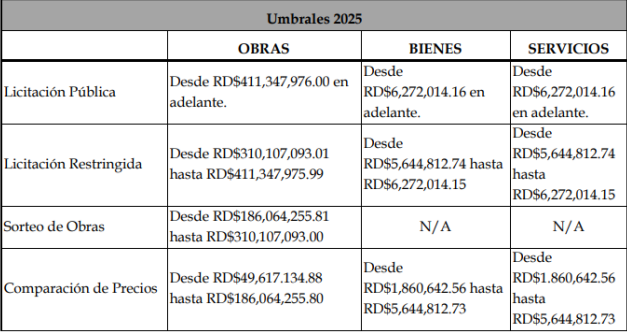 Umbrales 2025
OBRAS BIENES SERVICIOS
Licitación Pública
Desde RD$411,347,976.00 en
adelante.
Desde
RD$6,272,014.16 en
adelante.
Desde
RD$6,272,014.16
en adelante.
Licitación Restringida
Desde RD$310,107,093.01
hasta RD$411,347,975.99
Desde
RD$5,644,812.74 hasta
RD$6,272,014.15
Desde
RD$5,644,812.74
hasta
RD$6,272,014.15
Sorteo de Obras
Desde RD$186,064,255.81
hasta RD$310,107,093.00
N/A
N/A
Comparación de Precios
Desde RD$49,617.134.88
hasta RD$186,064,255.80
Desde
RD$1,860,642.56 hasta
RD$5,644,812.73
Desde
RD$1.860,642.56
hasta
RD$5,644,812.73